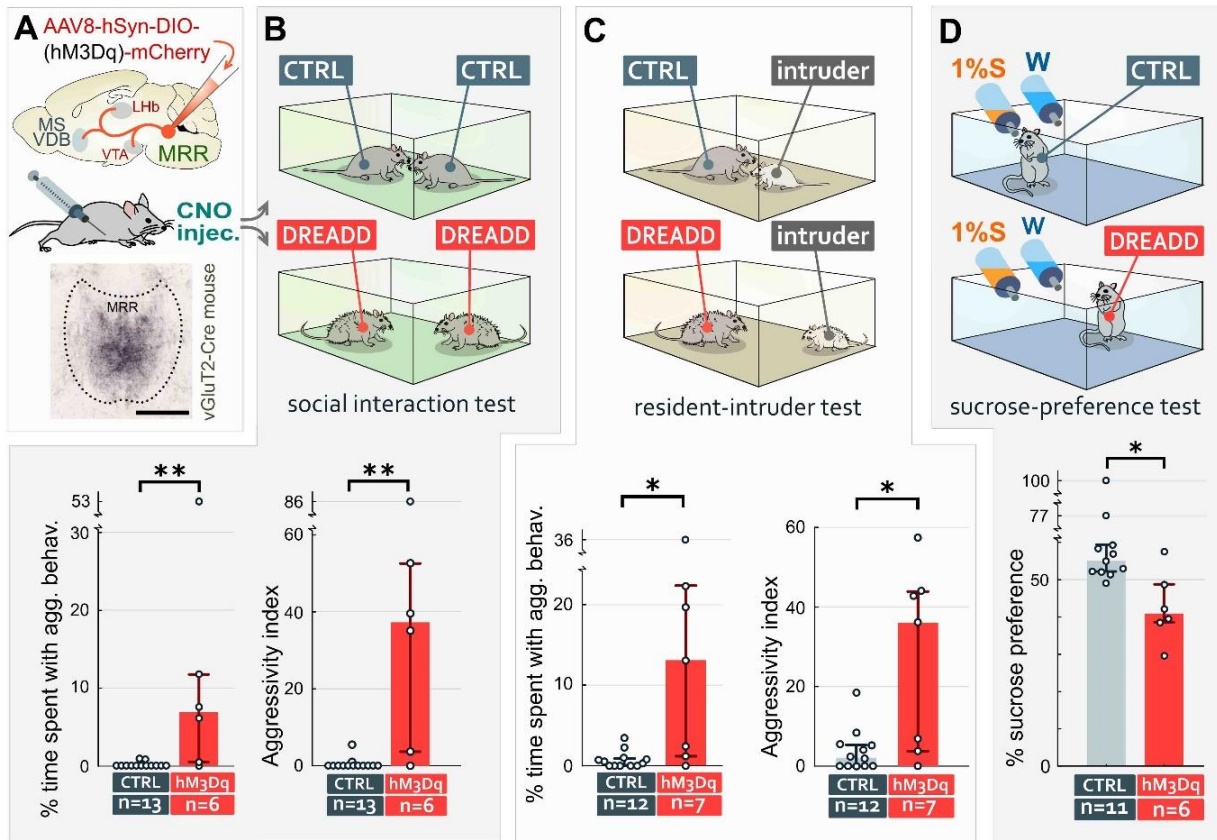 A
AAV8-hSyn-DIO-
(hM3Dq)-mCherry
LHb
MS
VDB
VTA
MRR
CNO
injec.
MRR
vGluT2-Cre mouse
B
CTRL
CTRL
DREADD
DREADD
social interaction test
C
CTRL
intruder
DREADD
intruder
resident-intruder test
D
1%S
W
CTRL
1%S
W
DREADD
sucrose-preference test
% time spent with agg. behav.
53
30
20
10
0
**
CTRL
hM3Dq
n=13
n=6
Aggressivity index
86
60
40
20
0
**
CTRL
hM3Dq
n=13
n=6
% time spent with agg. behav.
36
20
10
0
*
CTRL
hM3Dq
n=12
n=7
Aggressivity index
60
40
20
0
*
CTRL
hM3Dq
n=12
n=7
% sucrose preference
100
77
50
0
*
CTRL
hM3Dq
n=11
n=6